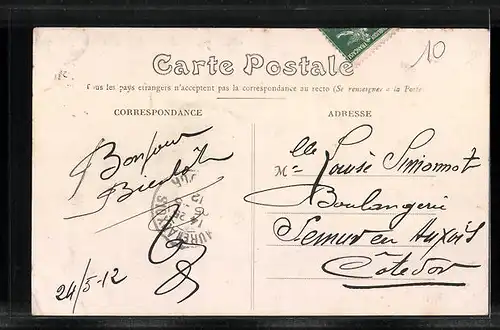 10
Carte Postale
Tous les pays étrangers n'acceptent pas la correspondance au recto (Se renseigner à la Poste
CORRESPONDANCE
ADRESSE
Bonjour
Bientôt
24/5-12
Mlle Louise Simonnot
Boulangerie
Semur en Auxois
Côte d'or